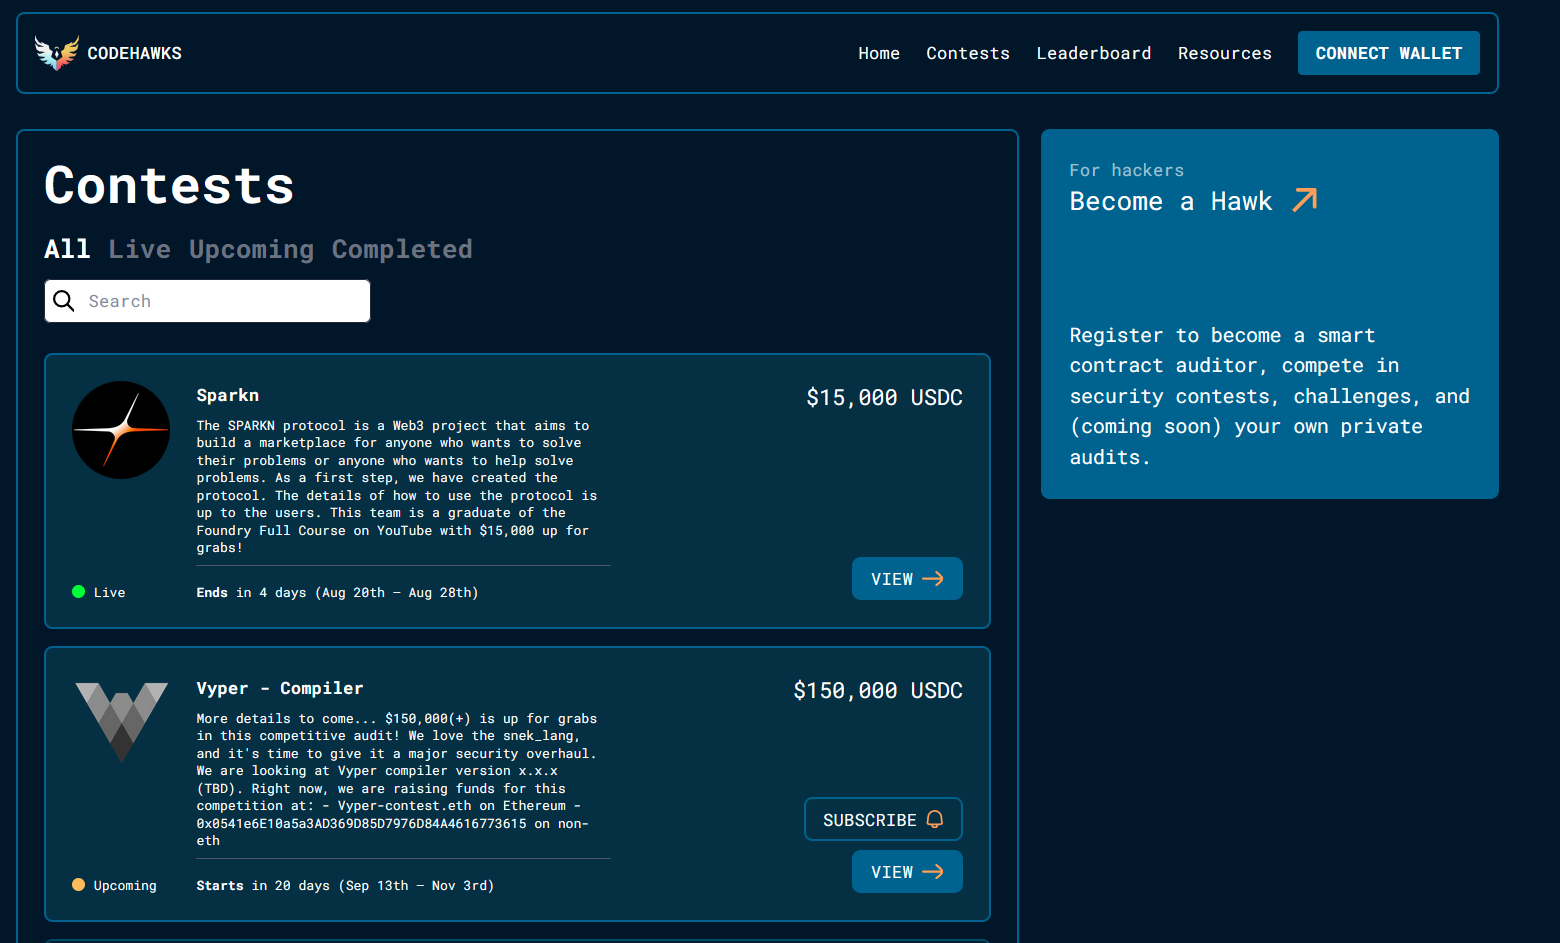 CODEHAWKS
Home Contests Leaderboard Resources CONNECT WALLET
Contests
All Live Upcoming Completed
Search
Sparkn
$15,000 USDC
The SPARKN protocol is a Web3 project that aims to
build a marketplace for anyone who wants to solve
their problems or anyone who wants to help solve
problems. As a first step, we have created the
protocol. The details of how to use the protocol is
up to the users. This team is a graduate of the
Foundry Full Course on YouTube with $15,000 up for
grabs!
VIEW
Live
Ends in 4 days (Aug 20th – Aug 28th)
Vyper - Compiler
$150,000 USDC
More details to come... $150,000(+) is up for grabs
in this competitive audit! We love the snek_lang,
and it's time to give it a major security overhaul.
We are looking at Vyper compiler version x.x.x
(TBD). Right now, we are raising funds for this
competition at: - Vyper-contest.eth on Ethereum -
0x0541e6E10a5a3AD369D85D7976D84A4616773615 on non-
eth
SUBSCRIBE
VIEW
Upcoming
Starts in 20 days (Sep 13th – Nov 3rd)
For hackers
Become a Hawk
Register to become a smart
contract auditor, compete in
security contests, challenges, and
(coming soon) your own private
audits.